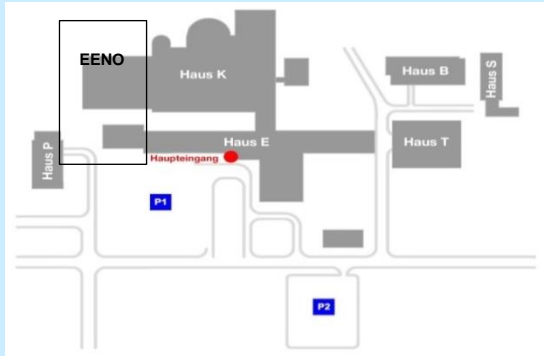 EENO
Haus K
Haus B
Haus S
Haus E
Haus T
Haus P
Haupteingang
P1
P2